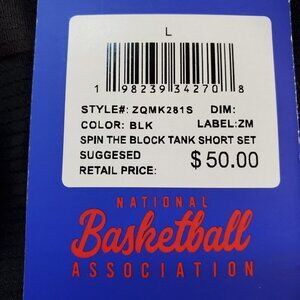 L
1 98239 34270 8
STYLE#: ZQMK281S DIM:
COLOR: BLK LABEL:ZM
SPIN THE BLOCK TANK SHORT SET
SUGGESED $50.00
RETAIL PRICE:
NATIONAL
Basketball
ASSOCIATION